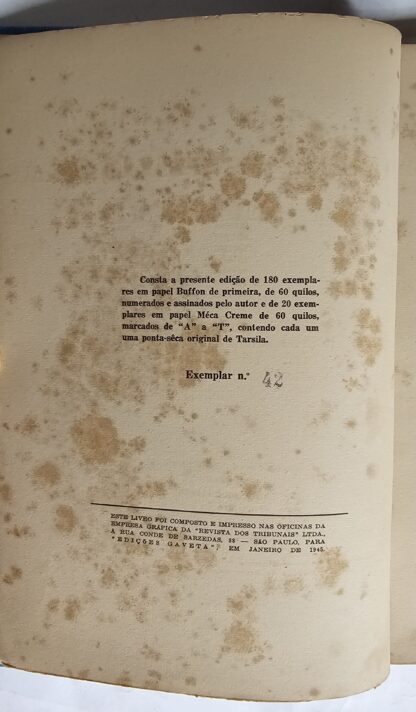 Consta a presente edição de 180 exempla-
res em papel Buffon de primeira, de 60 quilos,
numerados e assinados pelo autor e de 20 exem-
plares em papel Méca Creme de 60 quilos,
marcados de "A" a "T", contendo cada um
uma ponta-sêca original de Tarsila.
Exemplar n.º 42
ESTE LIVRO FOI COMPOSTO E IMPRESSO NAS OFICINAS DA
EMPRESA GRÁFICA DA "REVISTA DOS TRIBUNAIS" LTDA.,
A RUA CONDE DE SARZEDAS, 38 — SÃO PAULO, PARA
"EDIÇÕES GAVETA", EM JANEIRO DE 1945.